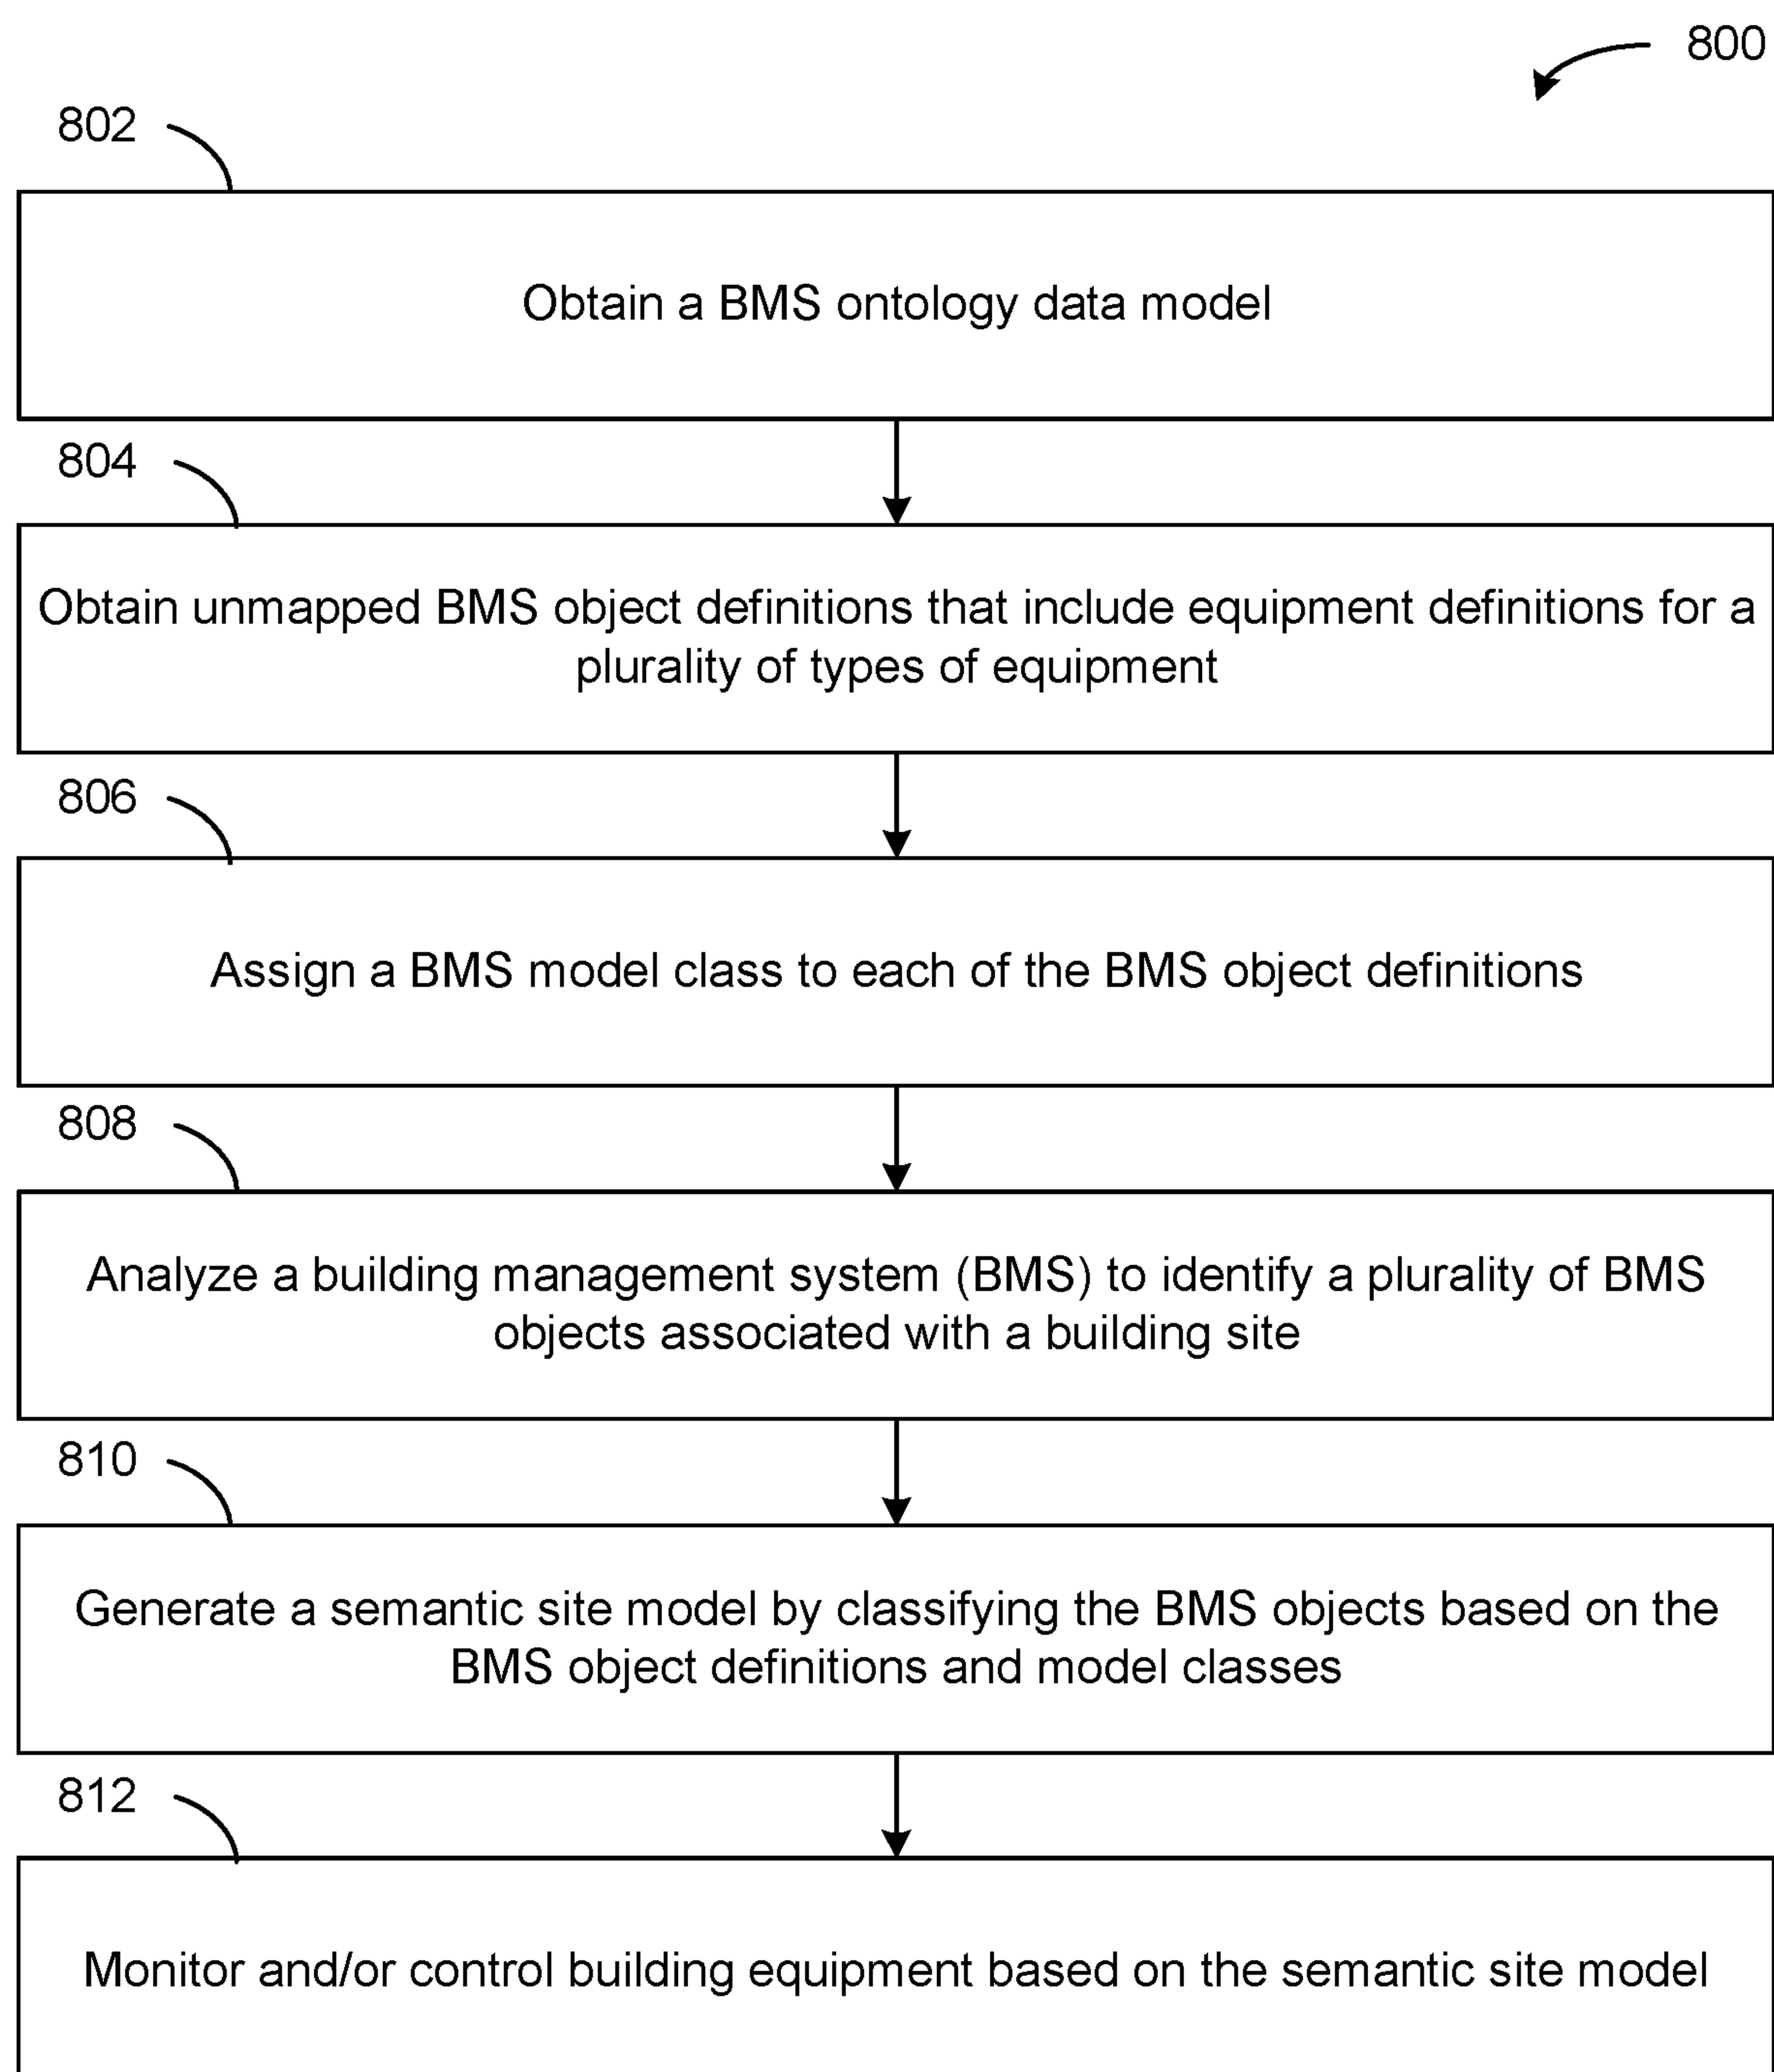 800
802
Obtain a BMS ontology data model
804
Obtain unmapped BMS object definitions that include equipment definitions for a
plurality of types of equipment
806
Assign a BMS model class to each of the BMS object definitions
808
Analyze a building management system (BMS) to identify a plurality of BMS
objects associated with a building site
810
Generate a semantic site model by classifying the BMS objects based on the
BMS object definitions and model classes
812
Monitor and/or control building equipment based on the semantic site model